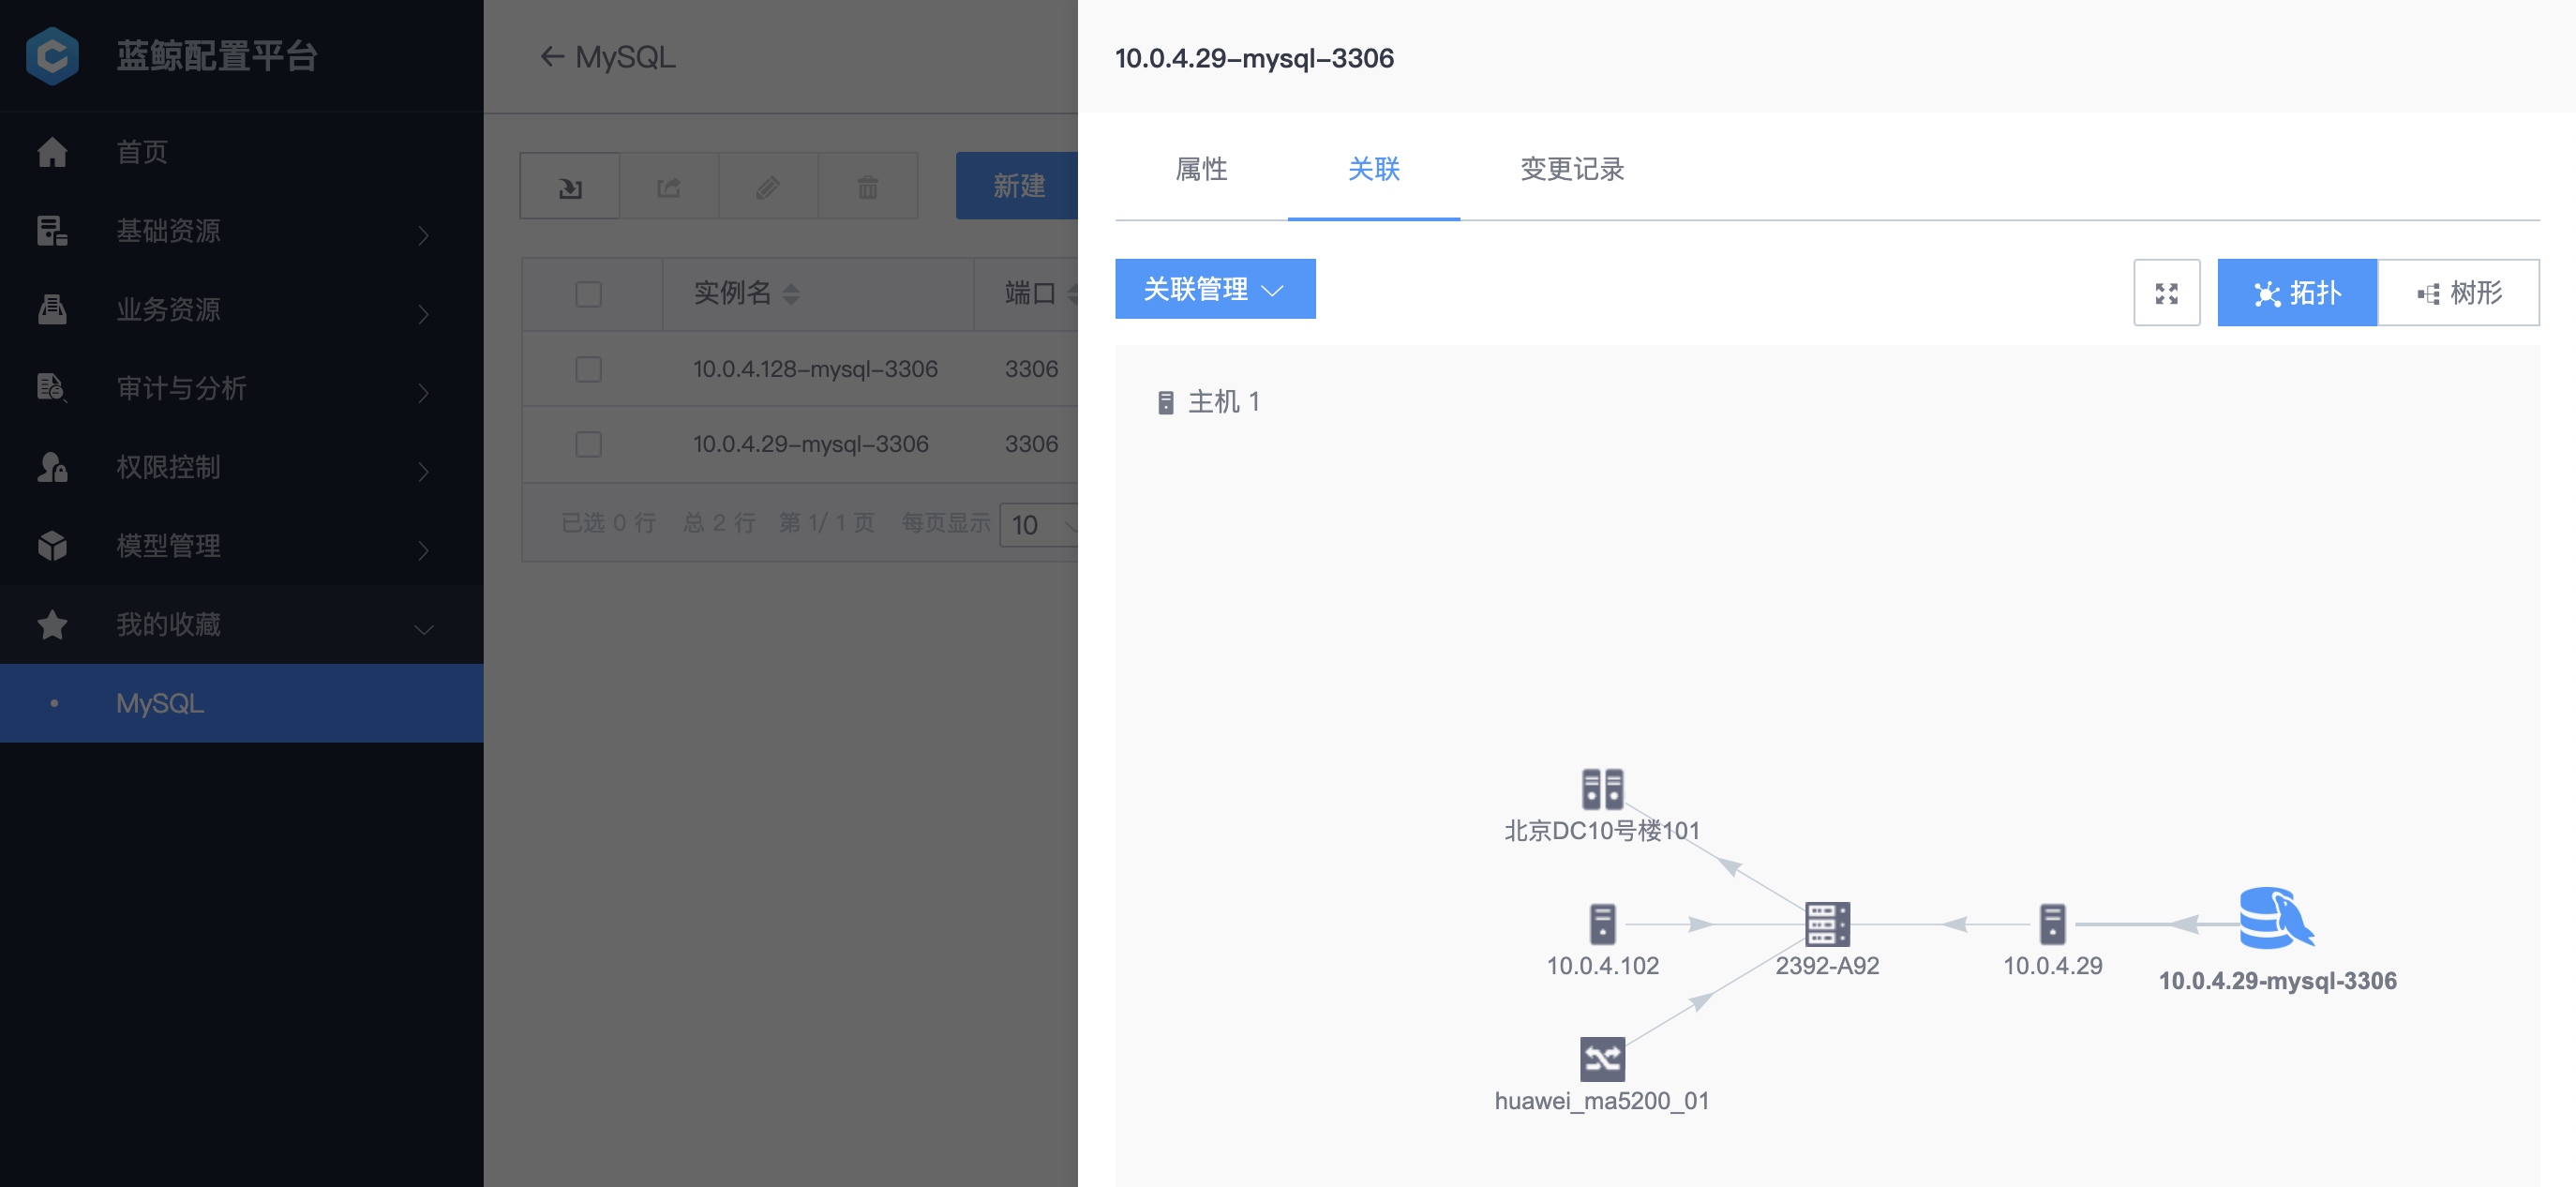 蓝鲸配置平台
首页
基础资源
业务资源
审计与分析
权限控制
模型管理
我的收藏
MySQL
MySQL
新建
实例名 端口
10.0.4.128-mysql-3306 3306
10.0.4.29-mysql-3306 3306
已选 0 行 总 2 行 第 1/ 1 页 每页显示 10
10.0.4.29-mysql-3306
属性 关联 变更记录
关联管理 拓扑 树形
主机 1
北京DC10号楼101
10.0.4.102 2392-A92 10.0.4.29 10.0.4.29-mysql-3306
huawei_ma5200_01